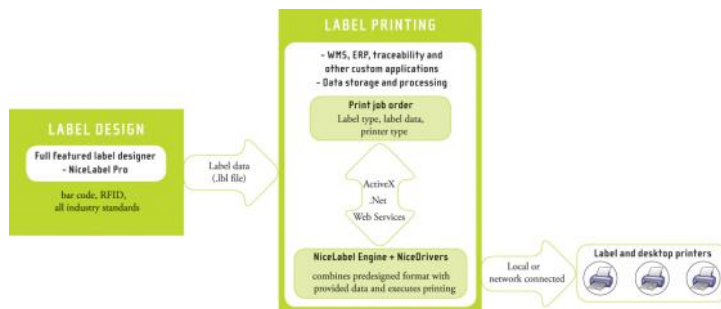 LABEL DESIGN
Full featured label designer
- NiceLabel Pro
bar code, RFID,
all industry standards
Label data
(.lbl file)
LABEL PRINTING
- WMS, ERP, traceability and
other custom applications
- Data storage and processing
Print job order
Label type, label data,
printer type
ActiveX
.Net
Web Services
NiceLabel Engine + NiceDrivers
combines predesigned format with
provided data and executes printing
Local or
network connected
Label and desktop printers